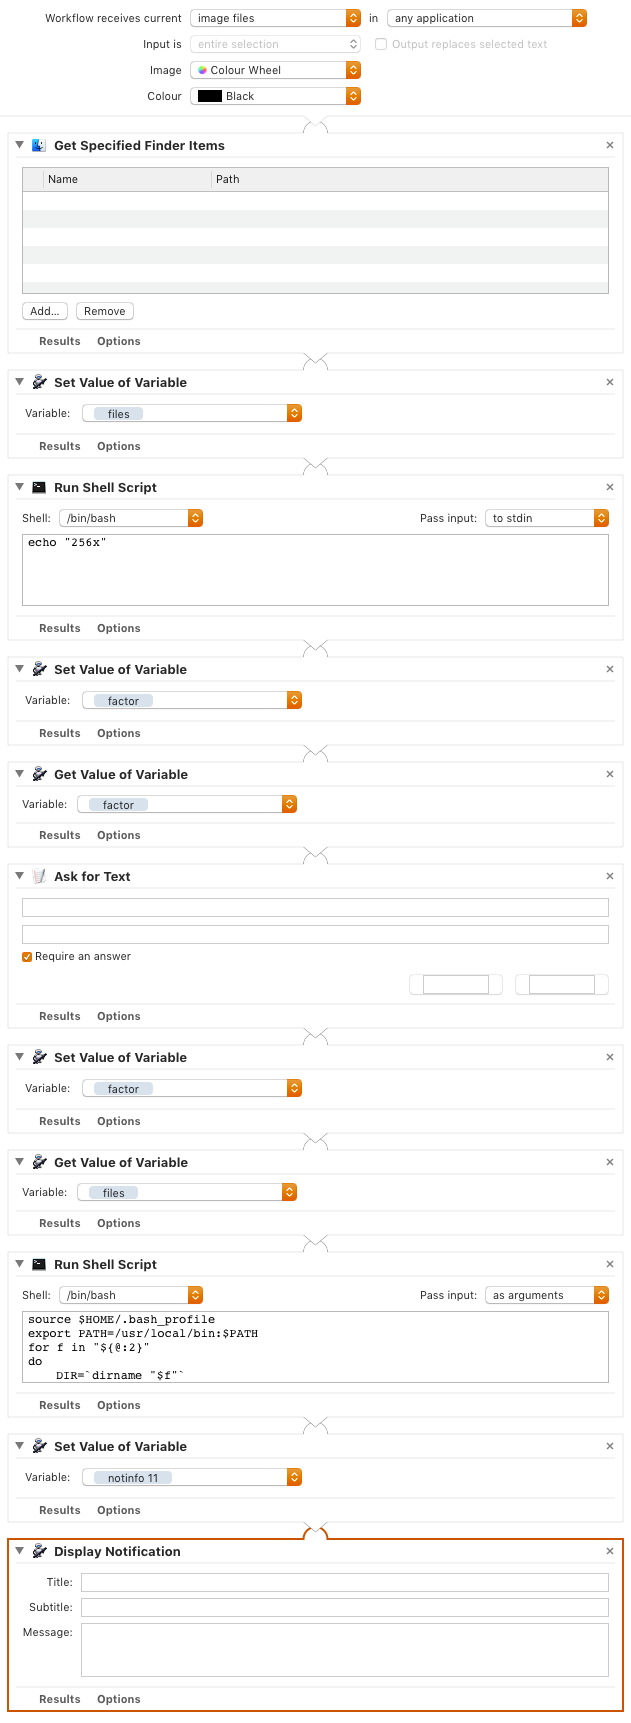 Workflow receives current image files in any application
Input is entire selection Output replaces selected text
Image Colour Wheel
Colour Black
Get Specified Finder Items
Name Path
Add... Remove
Results Options
Set Value of Variable
Variable: files
Results Options
Run Shell Script
Shell: /bin/bash Pass input: to stdin
echo "256x"
Results Options
Set Value of Variable
Variable: factor
Results Options
Get Value of Variable
Variable: factor
Results Options
Ask for Text
Require an answer
Results Options
Set Value of Variable
Variable: factor
Results Options
Get Value of Variable
Variable: files
Results Options
Run Shell Script
Shell: /bin/bash Pass input: as arguments
source $HOME/.bash_profile
export PATH=/usr/local/bin:$PATH
for f in "${@:2}"
do
DIR=`dirname "$f"`
Results Options
Set Value of Variable
Variable: notinfo 11
Results Options
Display Notification
Title:
Subtitle:
Message:
Results Options